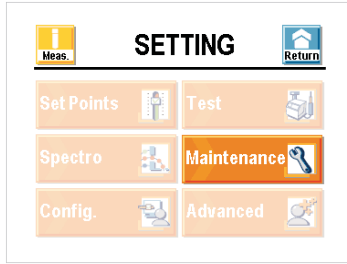 Meas.
SETTING
Return
Set Points
Test
Spectro
Maintenance
Config.
Advanced